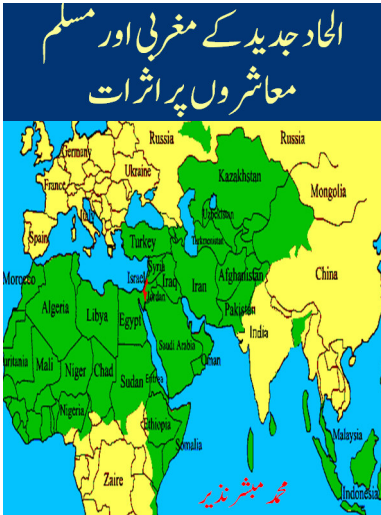 الحاد جدید کے مغربی اور مسلم
معاشروں پر اثرات
Russia
Russia
Germany
Ukraine
France
Kazakhstan
Mongolia
Italy
Uzbekistan
Spain
Turkey
Turkmenistan
China
Syria
Israel
Iraq
Iran
Afghanistan
Morocco
Jordan
Algeria
Libya
Egypt
Pakistan
India
Saudi Arabia
Oman
Mali
Niger
Chad
Sudan
Eritria
Nigeria
Ethiopia
Somalia
Malaysia
Zaire
Indonesia
محمد مبشر نذیر